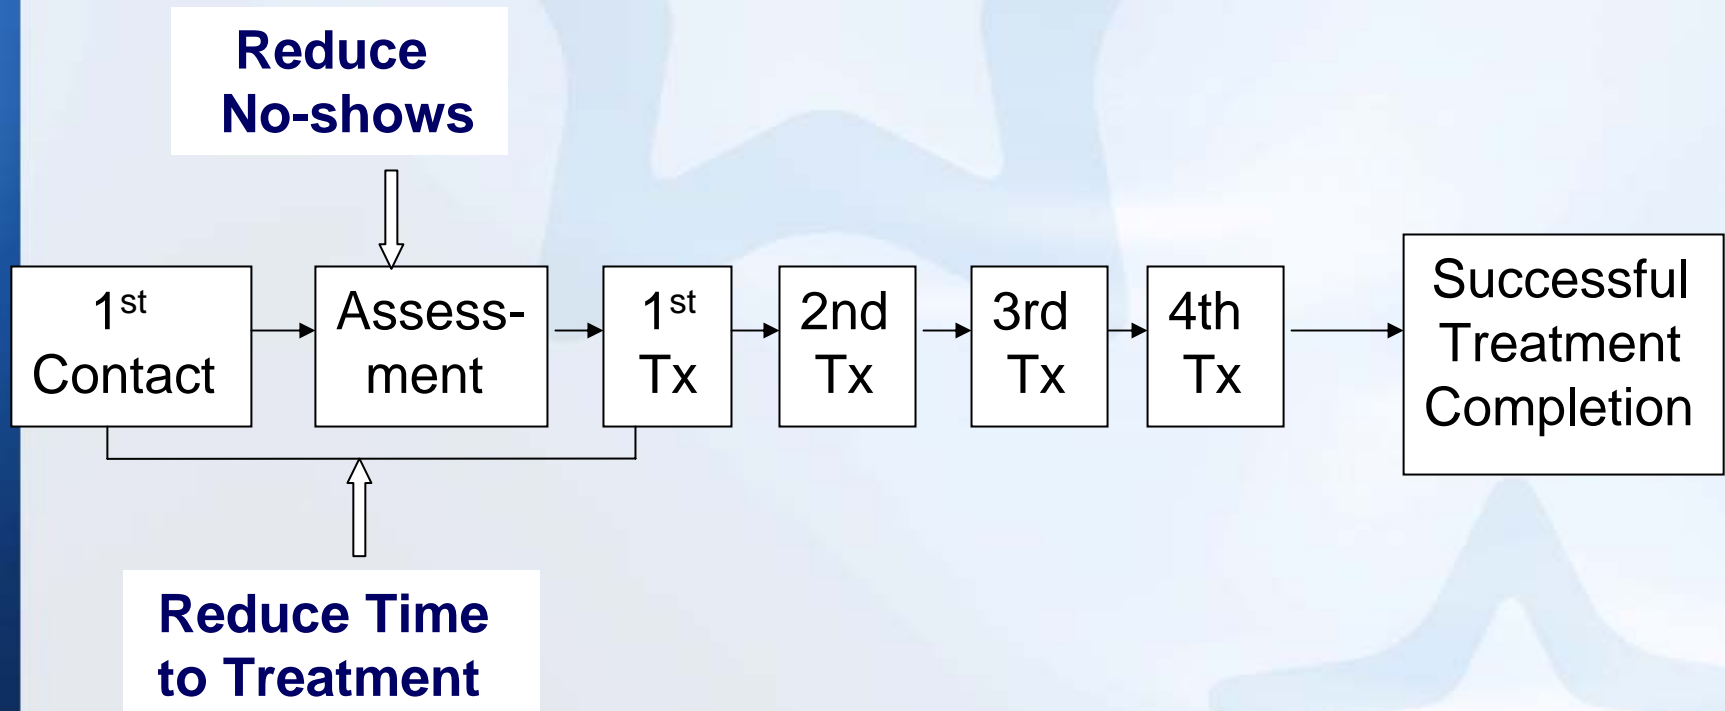 Reduce
No-shows
1st
Contact
Assess-
ment
1st
Tx
2nd
Tx
3rd
Tx
4th
Tx
Successful
Treatment
Completion
Reduce Time
to Treatment